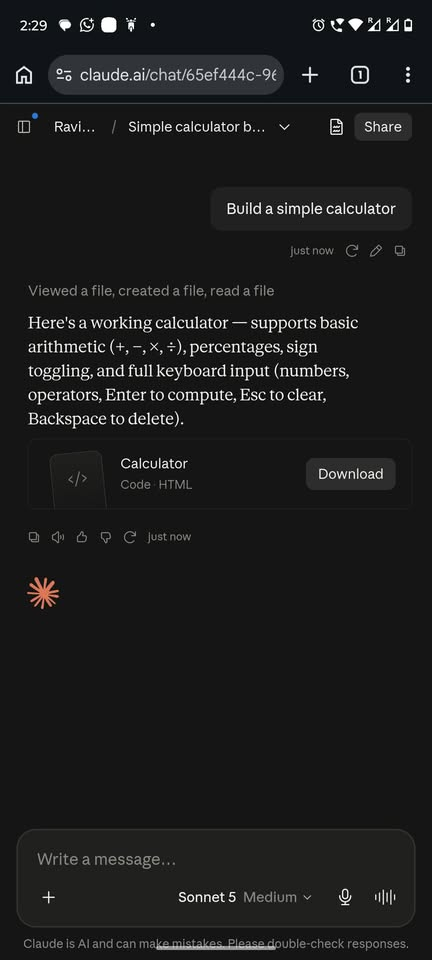 2:29
claude.ai/chat/65ef444c-96
1
Ravi... / Simple calculator b...
Share
Build a simple calculator
just now
Viewed a file, created a file, read a file
Here's a working calculator — supports basic
arithmetic (+, −, ×, ÷), percentages, sign
toggling, and full keyboard input (numbers,
operators, Enter to compute, Esc to clear,
Backspace to delete).
Calculator
Code · HTML
Download
just now
Write a message...
Sonnet 5 Medium
Claude is AI and can make mistakes. Please double-check responses.